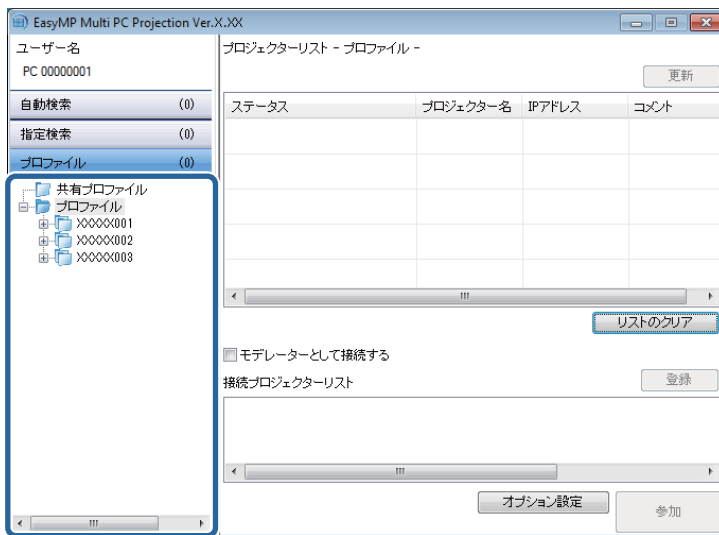 EasyMP Multi PC Projection Ver.X.XX
ユーザー名
PC 00000001
自動検索 (0)
指定検索 (0)
プロファイル (0)
共有プロファイル
プロファイル
XXXXX001
XXXXX002
XXXXX003
プロジェクターリスト - プロファイル -
更新
ステータス プロジェクター名 IPアドレス コメント
リストのクリア
モデレーターとして接続する
接続プロジェクターリスト 登録
オプション設定 参加